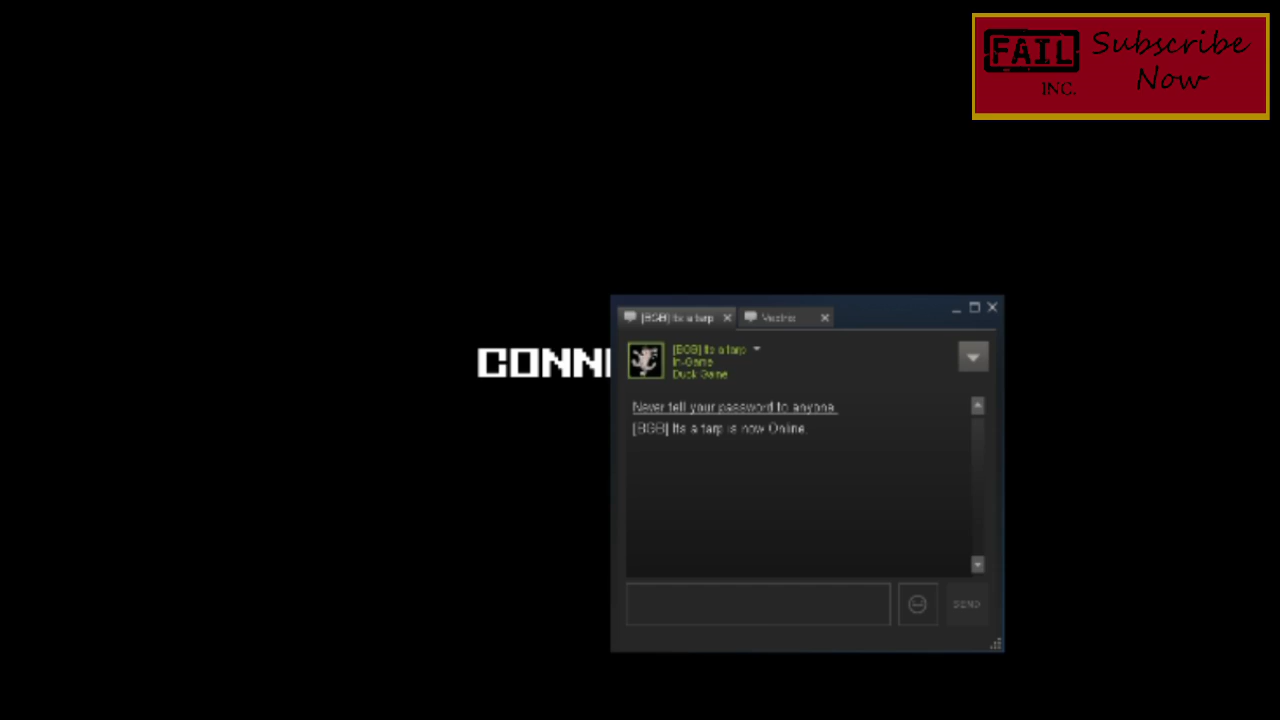 FAIL
INC.
Subscribe
Now
[BGB] Its a tarp
[BGB] Its a tarp
In-Game
Duck Game
CONN
Never tell your password to anyone.
[BGB] Its a tarp is now Online.
SEND